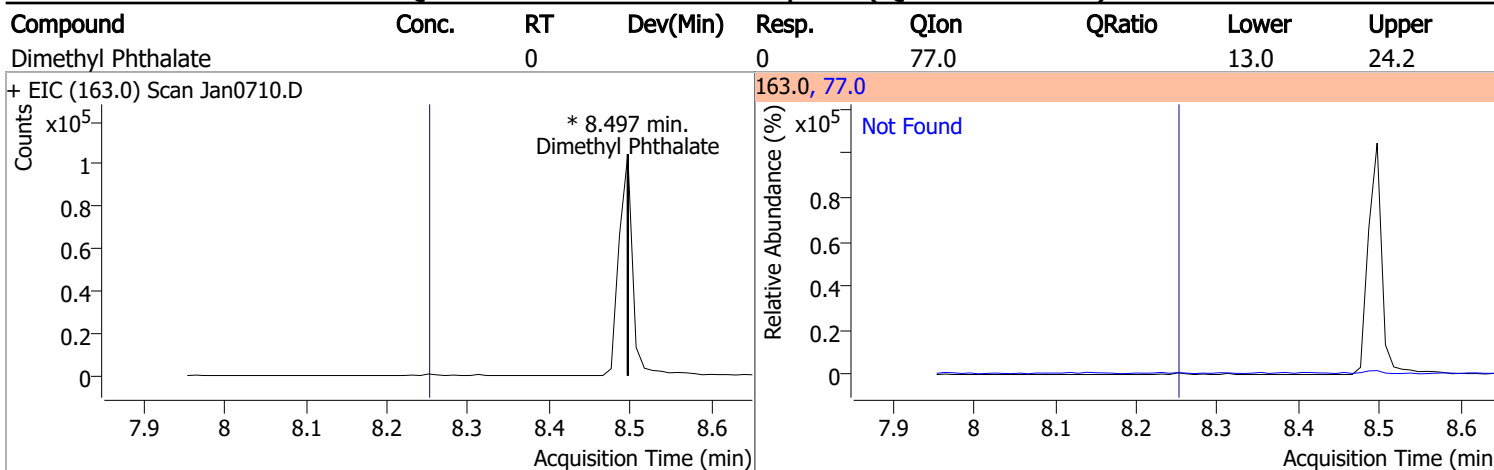 Compound Conc. RT Dev(Min) Resp. QIon QRatio Lower Upper
Dimethyl Phthalate 0 0 77.0 13.0 24.2
+ EIC (163.0) Scan Jan0710.D
Counts
x10⁵
1
0.8
0.6
0.4
0.2
0
* 8.497 min.
Dimethyl Phthalate
7.9 8 8.1 8.2 8.3 8.4 8.5 8.6
Acquisition Time (min)
163.0, 77.0
Relative Abundance (%)
x10⁵
Not Found
0.8
0.6
0.4
0.2
0
7.9 8 8.1 8.2 8.3 8.4 8.5 8.6
Acquisition Time (min